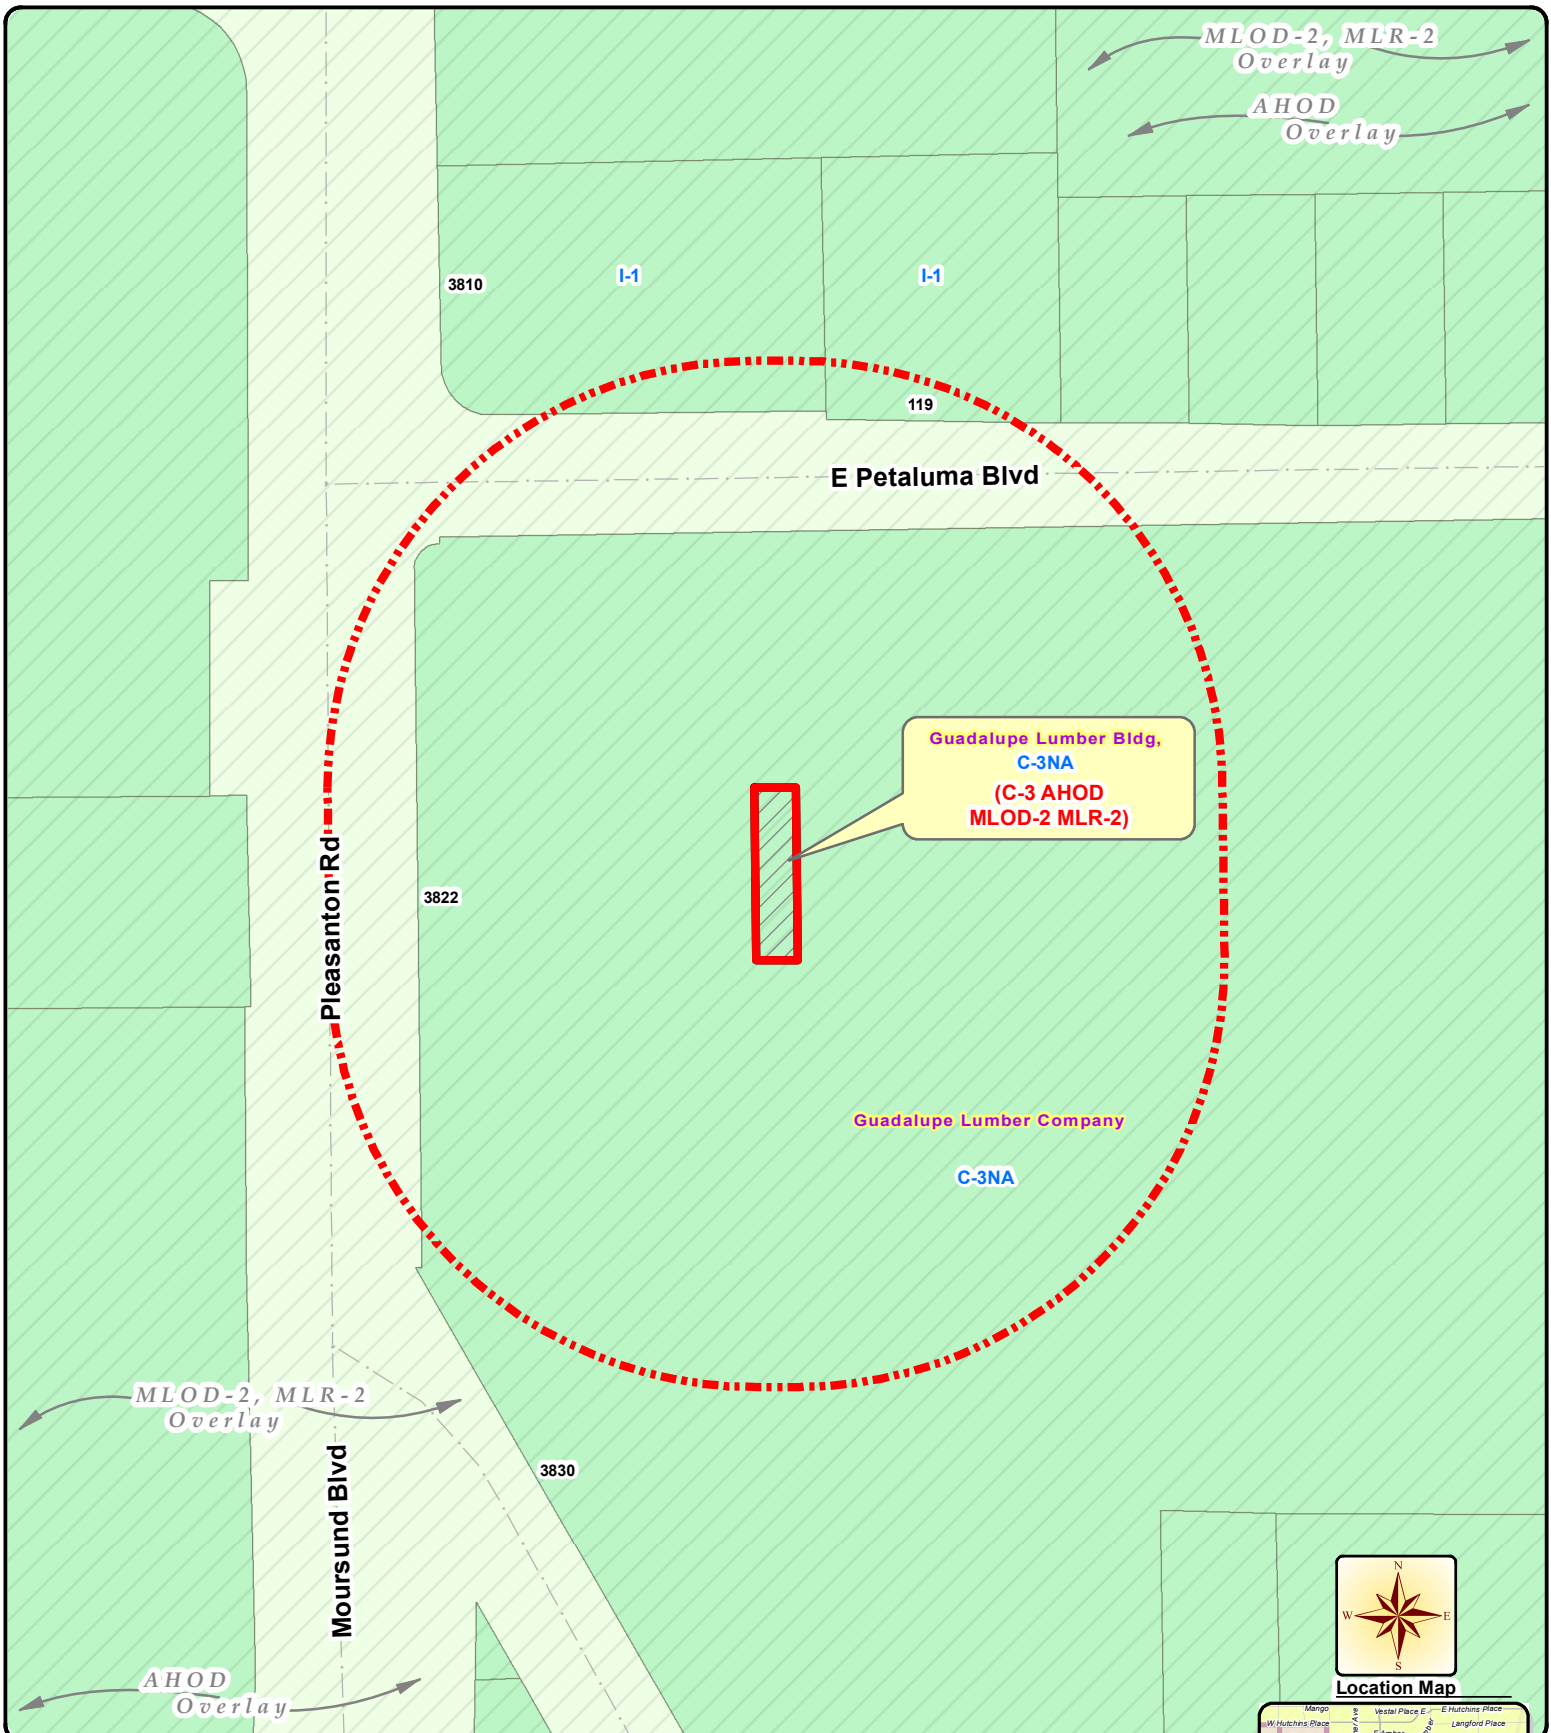 MLOD-2, MLR-2
Overlay
AHOD
Overlay
3810
I-1
I-1
119
E Petaluma Blvd
Guadalupe Lumber Bldg,
C-3NA
(C-3 AHOD
MLOD-2 MLR-2)
Pleasanton Rd
3822
Guadalupe Lumber Company
C-3NA
MLOD-2, MLR-2
Overlay
3830
Moursund Blvd
AHOD
Overlay
N
W E
S
Location Map
Mango
Vestal Place E
E Hutchins Place
W Hutchins Place
Langford Place